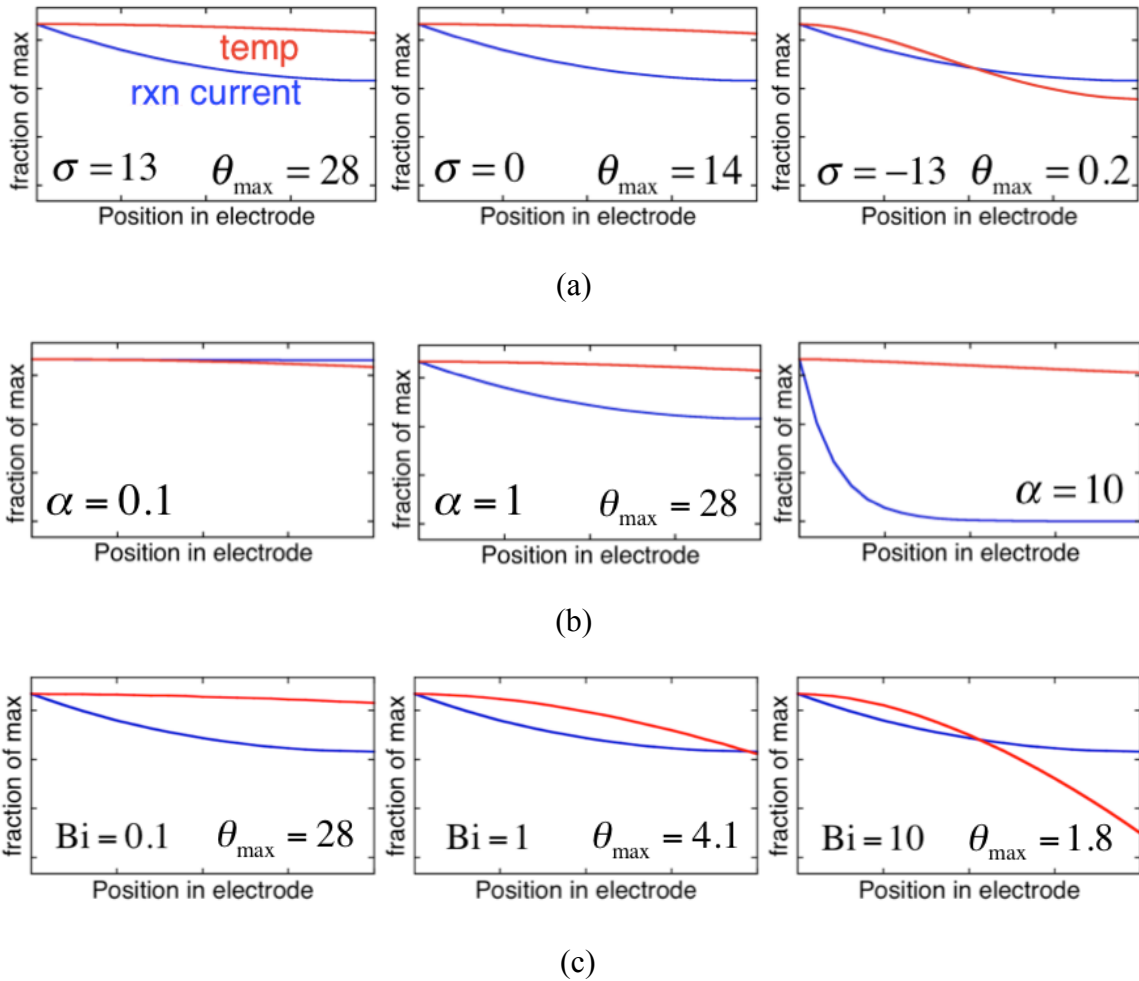 fraction of max
temp
rxn current
σ = 13 θmax = 28
Position in electrode
fraction of max
σ = 0 θmax = 14
Position in electrode
fraction of max
σ = −13 θmax = 0.2
Position in electrode
(a)
fraction of max
α = 0.1
Position in electrode
fraction of max
α = 1 θmax = 28
Position in electrode
fraction of max
α = 10
Position in electrode
(b)
fraction of max
Bi = 0.1 θmax = 28
Position in electrode
fraction of max
Bi = 1 θmax = 4.1
Position in electrode
fraction of max
Bi = 10 θmax = 1.8
Position in electrode
(c)